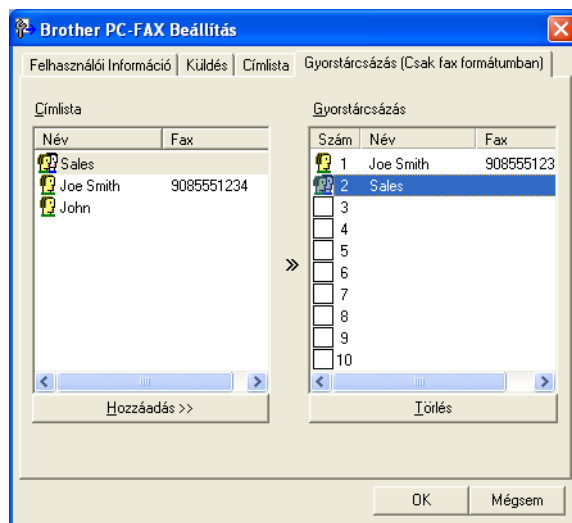 Brother PC-FAX Beállítás
Felhasználói Információ Küldés Címlista Gyorstárcsázás (Csak fax formátumban)
Címlista
Név Fax
Sales
Joe Smith 9085551234
John
Hozzáadás >>
Gyorstárcsázás
Szám Név Fax
1 Joe Smith 908555123
2 Sales
3
4
5
6
7
8
9
10
Törlés
»
OK Mégsem